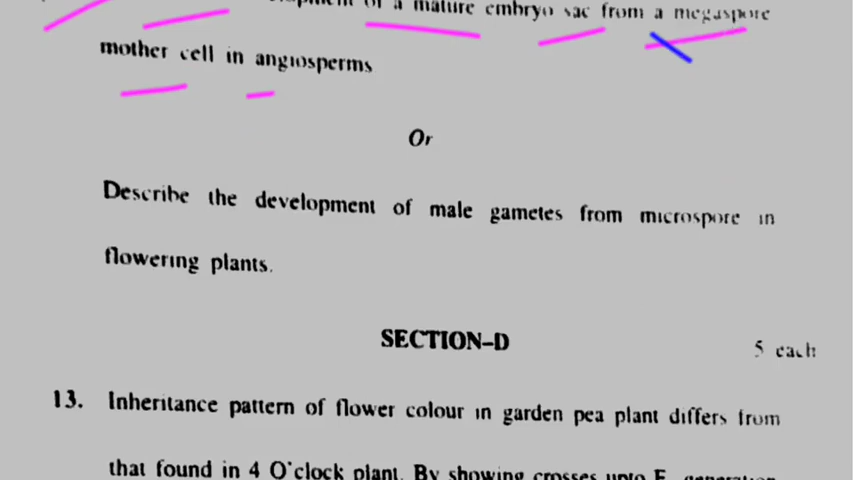 of a mature embryo sac from a megaspore
mother cell in angiosperms
Or
Describe the development of male gametes from microspore in
flowering plants.
SECTION–D
5 each
13. Inheritance pattern of flower colour in garden pea plant differs from
that found in 4 O'clock plant. By showing crosses upto F generation